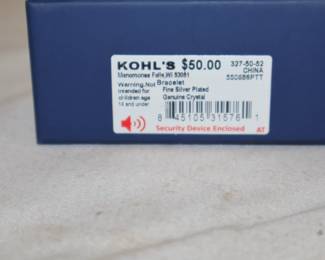 KOHL'S $50.00
Menomonee Falls,WI 53051
327-50-52
CHINA
550586PTT
Warning.Not
intended for
children age
14 and under
Bracelet
Fine Silver Plated
Genuine Crystal
8 45105 31576 1
Security Device Enclosed AT